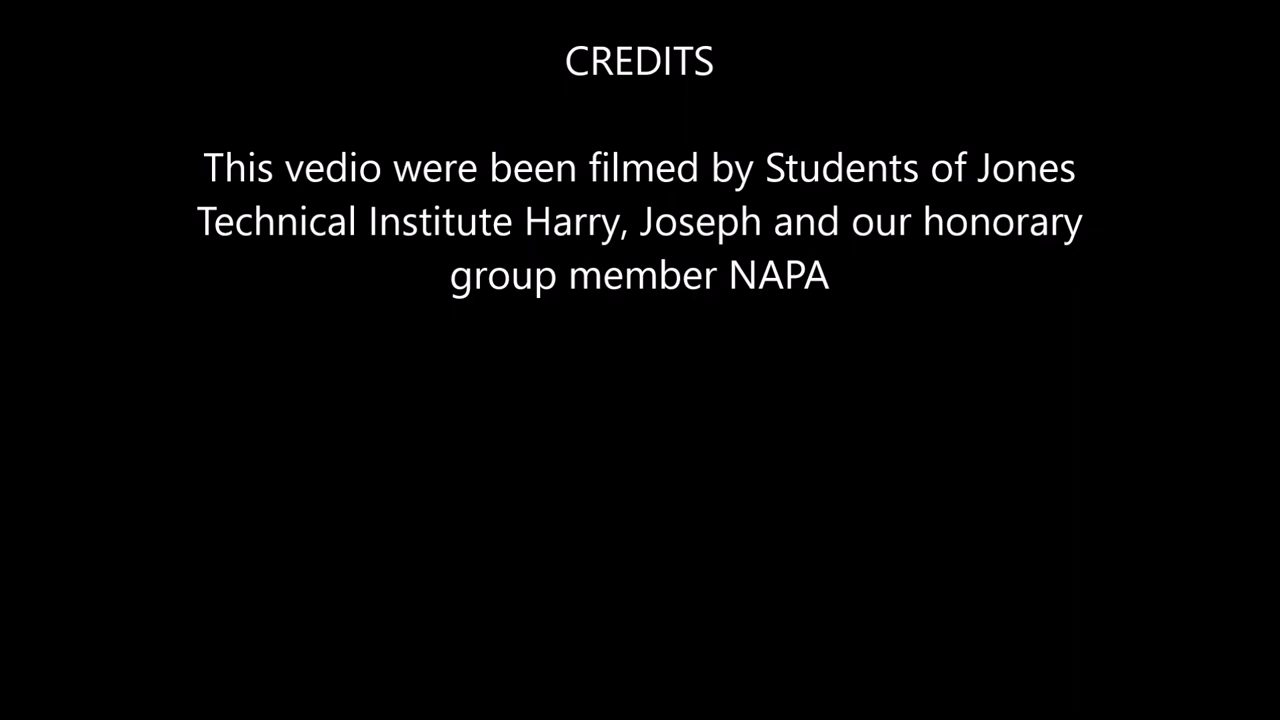 CREDITS
This vedio were been filmed by Students of Jones
Technical Institute Harry, Joseph and our honorary
group member NAPA